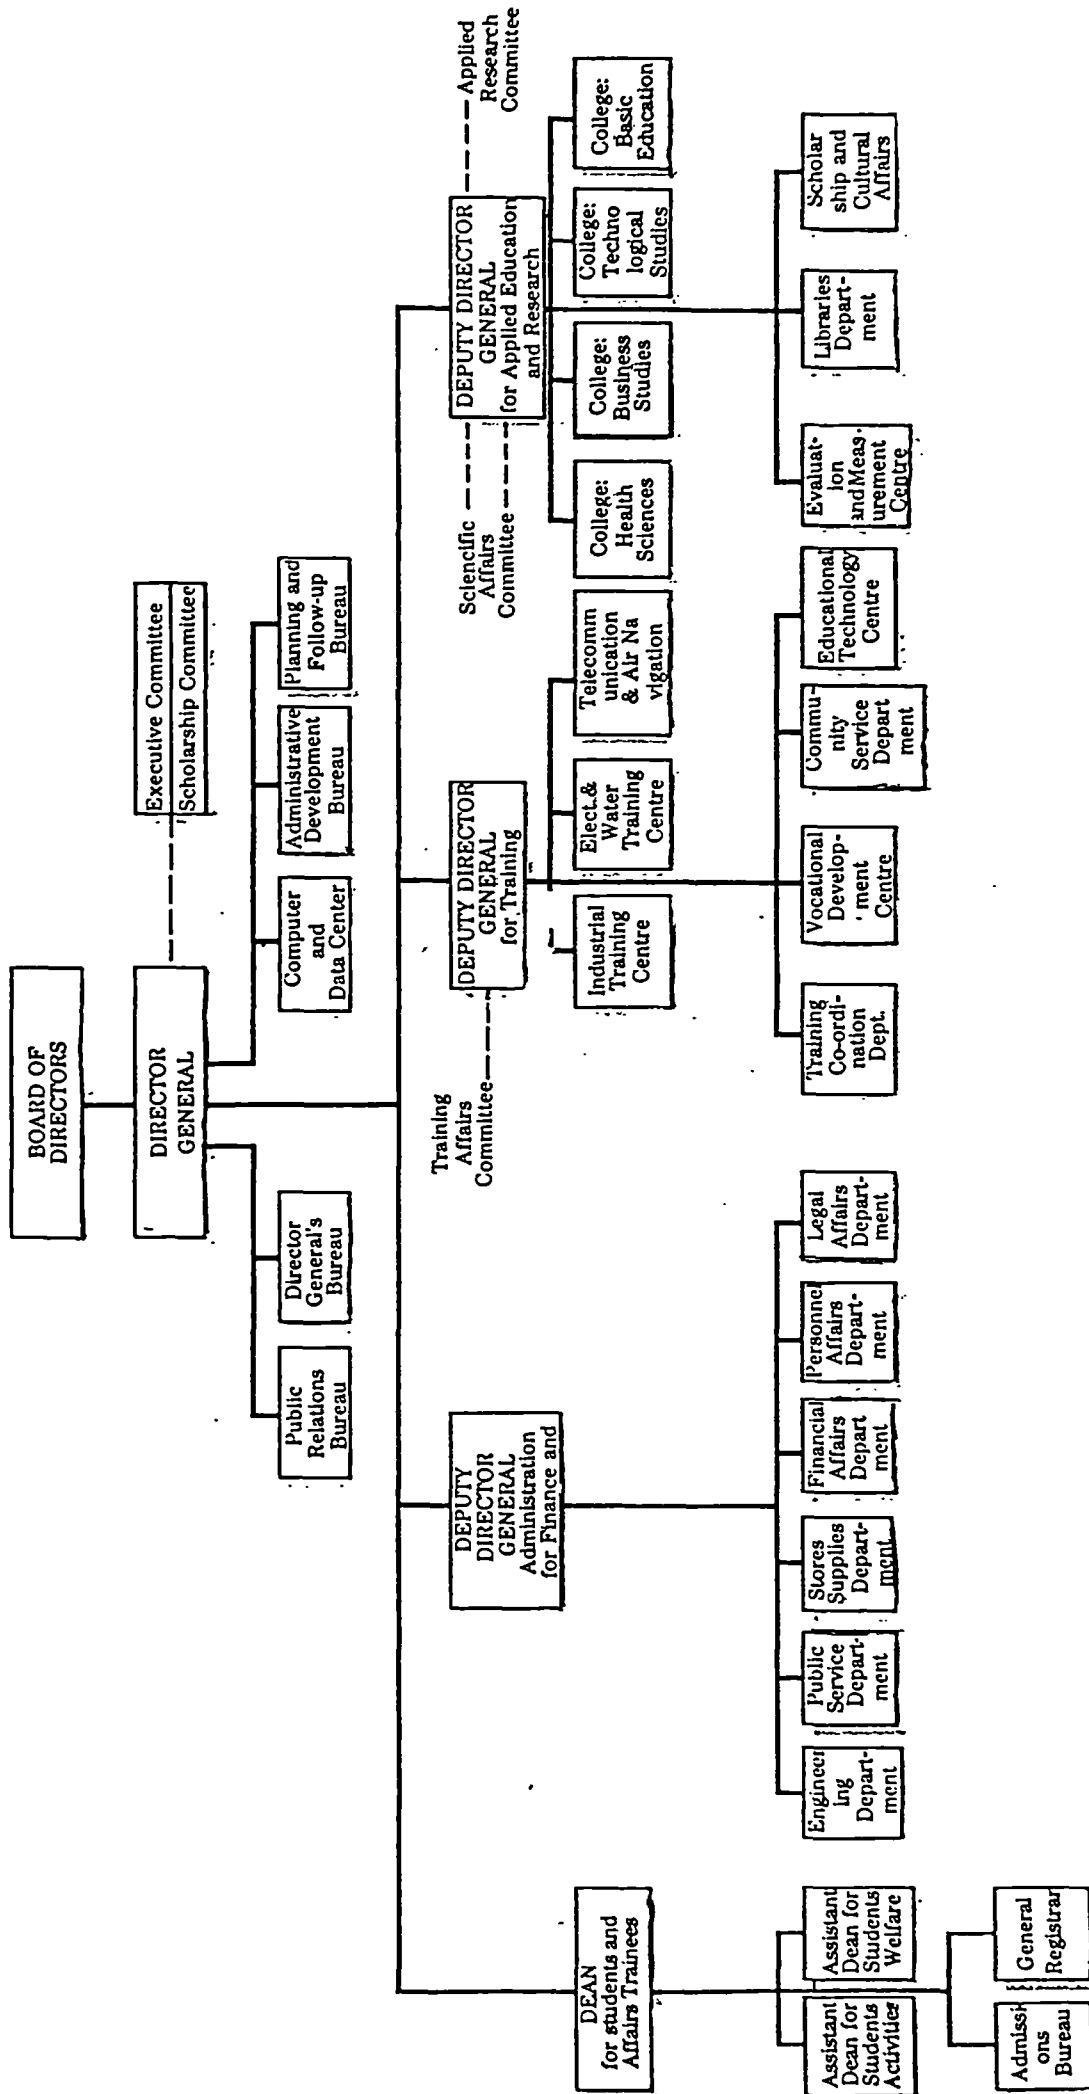 BOARD OF
DIRECTORS
DIRECTOR
GENERAL
Executive Committee
Scholarship Committee
Public
Relations
Bureau
Director
General's
Bureau
Computer
and
Data Center
Administrative
Development
Bureau
Planning and
Follow-up
Bureau
DEAN
for students and
Affairs Trainees
DEPUTY
DIRECTOR
GENERAL
Administration
for Finance and
Training
Affairs
Committee
DEPUTY DIRECTOR
GENERAL
for Training
Scientific
Affairs
Committee
DEPUTY DIRECTOR
GENERAL
for Applied Education
and Research
Applied
Research
Committee
Industrial
Training
Centre
Elect.&
Water
Training
Centre
Telecomm
unication
& Air Na
vigation
College:
Health
Sciences
College:
Business
Studies
College:
Techno
logical
Studies
College:
Basic
Education
Assistant
Dean for
Students
Activities
Assistant
Dean for
Students
Welfare
Engineer
ing
Depart-
ment
Public
Service
Depart-
ment
Stores
Supplies
Depart-
ment
Financial
Affairs
Depart
ment
Personnel
Affairs
Depart-
ment
Legal
Affairs
Depart-
ment
Training
Co-ordi-
nation
Dept.
Vocational
Develop-
ment
Centre
Commu-
nity
Service
Depart
ment
Educational
Technology
Centre
Evaluat-
ion
and Meas-
urement
Centre
Libraries
Depart-
ment
Scholar
ship and
Cultural
Affairs
Admissi
ons
Bureau
General
Registrar